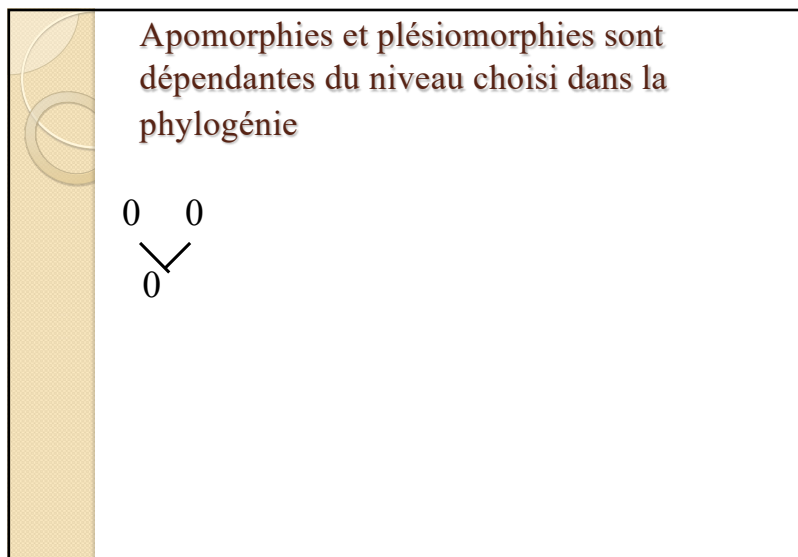 Apomorphies et plésiomorphies sont
dépendantes du niveau choisi dans la
phylogénie
0 0
0